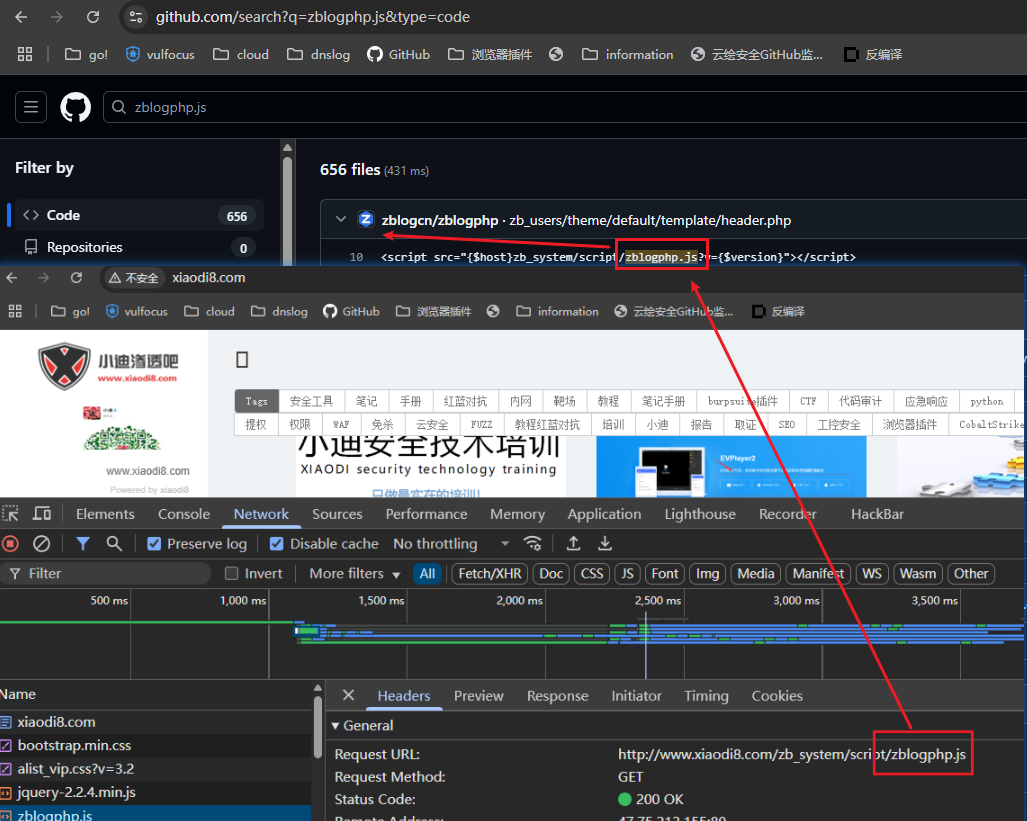 github.com/search?q=zblogphp.js&type=code
go! vulfocus cloud dnslog GitHub 浏览器插件 information 云绘安全GitHub监... 反编译
zblogphp.js
Filter by
656 files (431 ms)
Code 656
zblogcn/zblogphp · zb_users/theme/default/template/header.php
Repositories 0
10 <script src="{$host}zb_system/script/zblogphp.js?v={$version}"></script>
不安全 xiaodi8.com
go! vulfocus cloud dnslog GitHub 浏览器插件 information 云绘安全GitHub监... 反编译
小迪渗透吧
www.xiaodi8.com
Tags 安全工具 笔记 手册 红蓝对抗 内网 靶场 教程 笔记手册 burpsuite插件 CTF 代码审计 应急响应 python
提权 权限 WAF 免杀 云安全 FUZZ 教程红蓝对抗 培训 小迪 报告 取证 SEO 工控安全 浏览器插件 CobaltStrike
小迪安全技术培训
XIAODI security technology training
只做最实在的培训!
EVPlayer2
www.xiaodi8.com
Powered by xiaodi8
Elements Console Network Sources Performance Memory Application Lighthouse Recorder HackBar
Preserve log Disable cache No throttling
Filter Invert More filters All Fetch/XHR Doc CSS JS Font Img Media Manifest WS Wasm Other
500 ms 1,000 ms 1,500 ms 2,000 ms 2,500 ms 3,000 ms 3,500 ms
Name
xiaodi8.com
bootstrap.min.css
alist_vip.css?v=3.2
jquery-2.2.4.min.js
zblogphp.js
Headers Preview Response Initiator Timing Cookies
General
Request URL: http://www.xiaodi8.com/zb_system/script/zblogphp.js
Request Method: GET
Status Code: 200 OK
Remote Address: 47.75.212.155:80